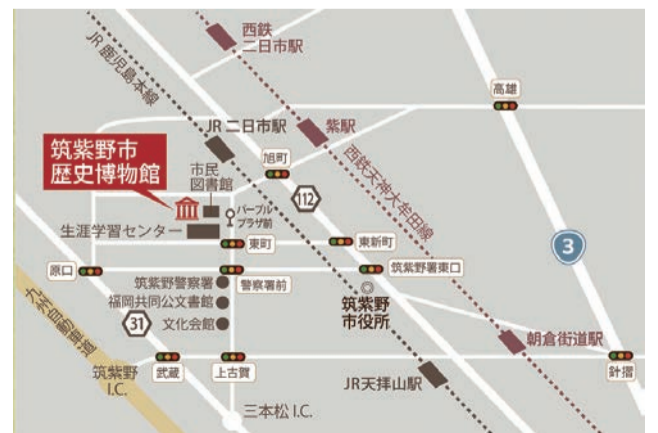 西鉄
二日市駅
JR 鹿児島本線
高雄
紫駅
JR 二日市駅
筑紫野市
歴史博物館
市民
図書館
旭町
西鉄天神大牟田線
112
パープル
プラザ前
生涯学習センター
東町
東新町
3
原口
筑紫野警察署
警察署前
筑紫野署東口
福岡共同公文書館
筑紫野
市役所
九州自動車道
31
文化会館
朝倉街道駅
筑紫野
I.C.
武蔵
上古賀
JR天拝山駅
針摺
三本松 I.C.